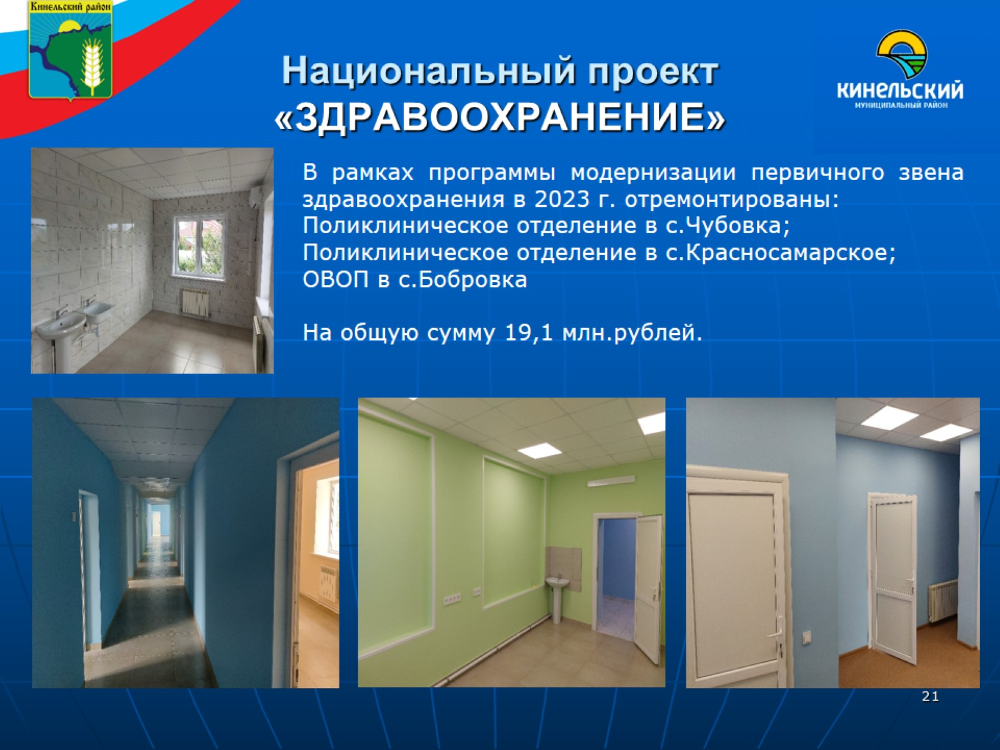 Кинельский район
КИНЕЛЬСКИЙ
МУНИЦИПАЛЬНЫЙ РАЙОН
Национальный проект
«ЗДРАВООХРАНЕНИЕ»
В рамках программы модернизации первичного звена
здравоохранения в 2023 г. отремонтированы:
Поликлиническое отделение в с.Чубовка;
Поликлиническое отделение в с.Красносамарское;
ОВОП в с.Бобровка
На общую сумму 19,1 млн.рублей.
21